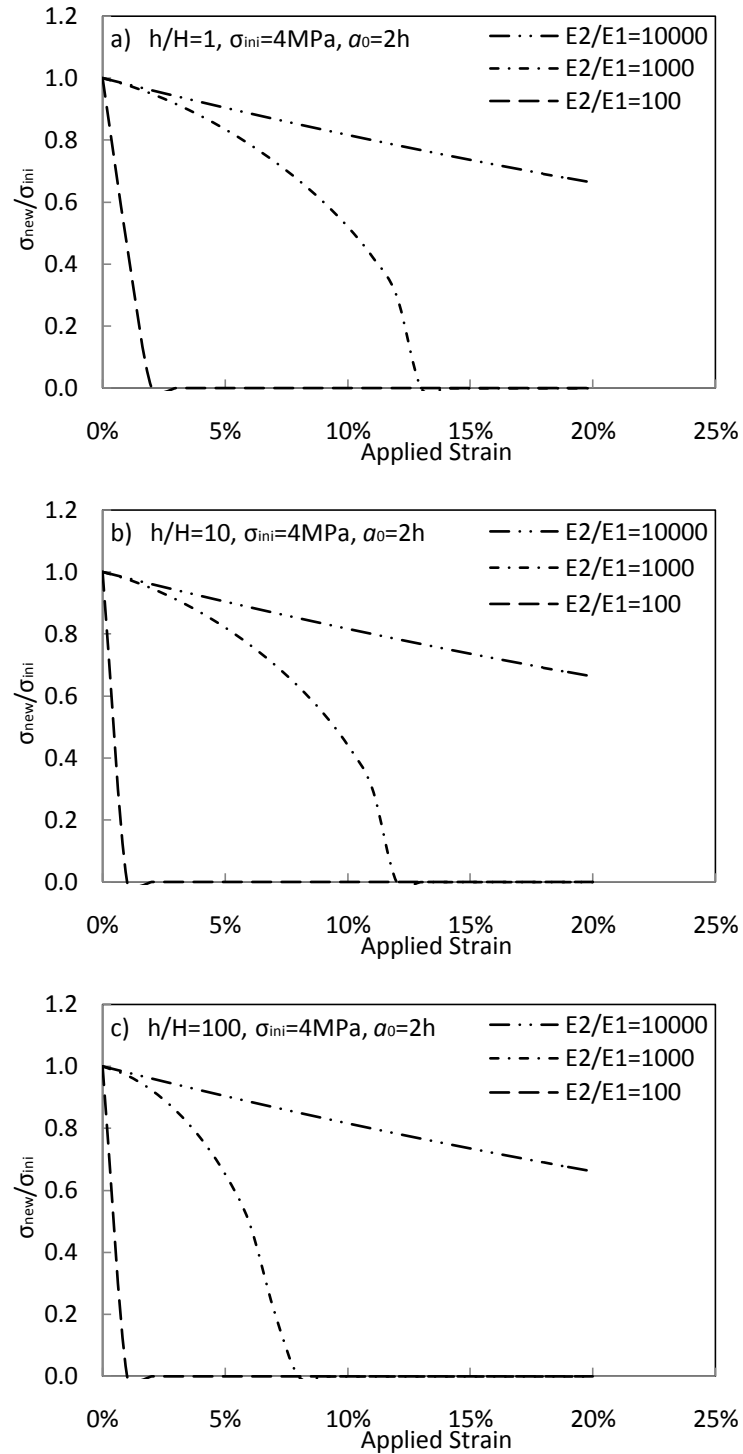 a) h/H=1, σini=4MPa, α0=2h
E2/E1=10000
E2/E1=1000
E2/E1=100
σnew/σini
1.2
1.0
0.8
0.6
0.4
0.2
0.0
0% 5% 10% 15% 20% 25%
Applied Strain
b) h/H=10, σini=4MPa, α0=2h
E2/E1=10000
E2/E1=1000
E2/E1=100
σnew/σini
1.2
1.0
0.8
0.6
0.4
0.2
0.0
0% 5% 10% 15% 20% 25%
Applied Strain
c) h/H=100, σini=4MPa, α0=2h
E2/E1=10000
E2/E1=1000
E2/E1=100
σnew/σini
1.2
1.0
0.8
0.6
0.4
0.2
0.0
0% 5% 10% 15% 20% 25%
Applied Strain